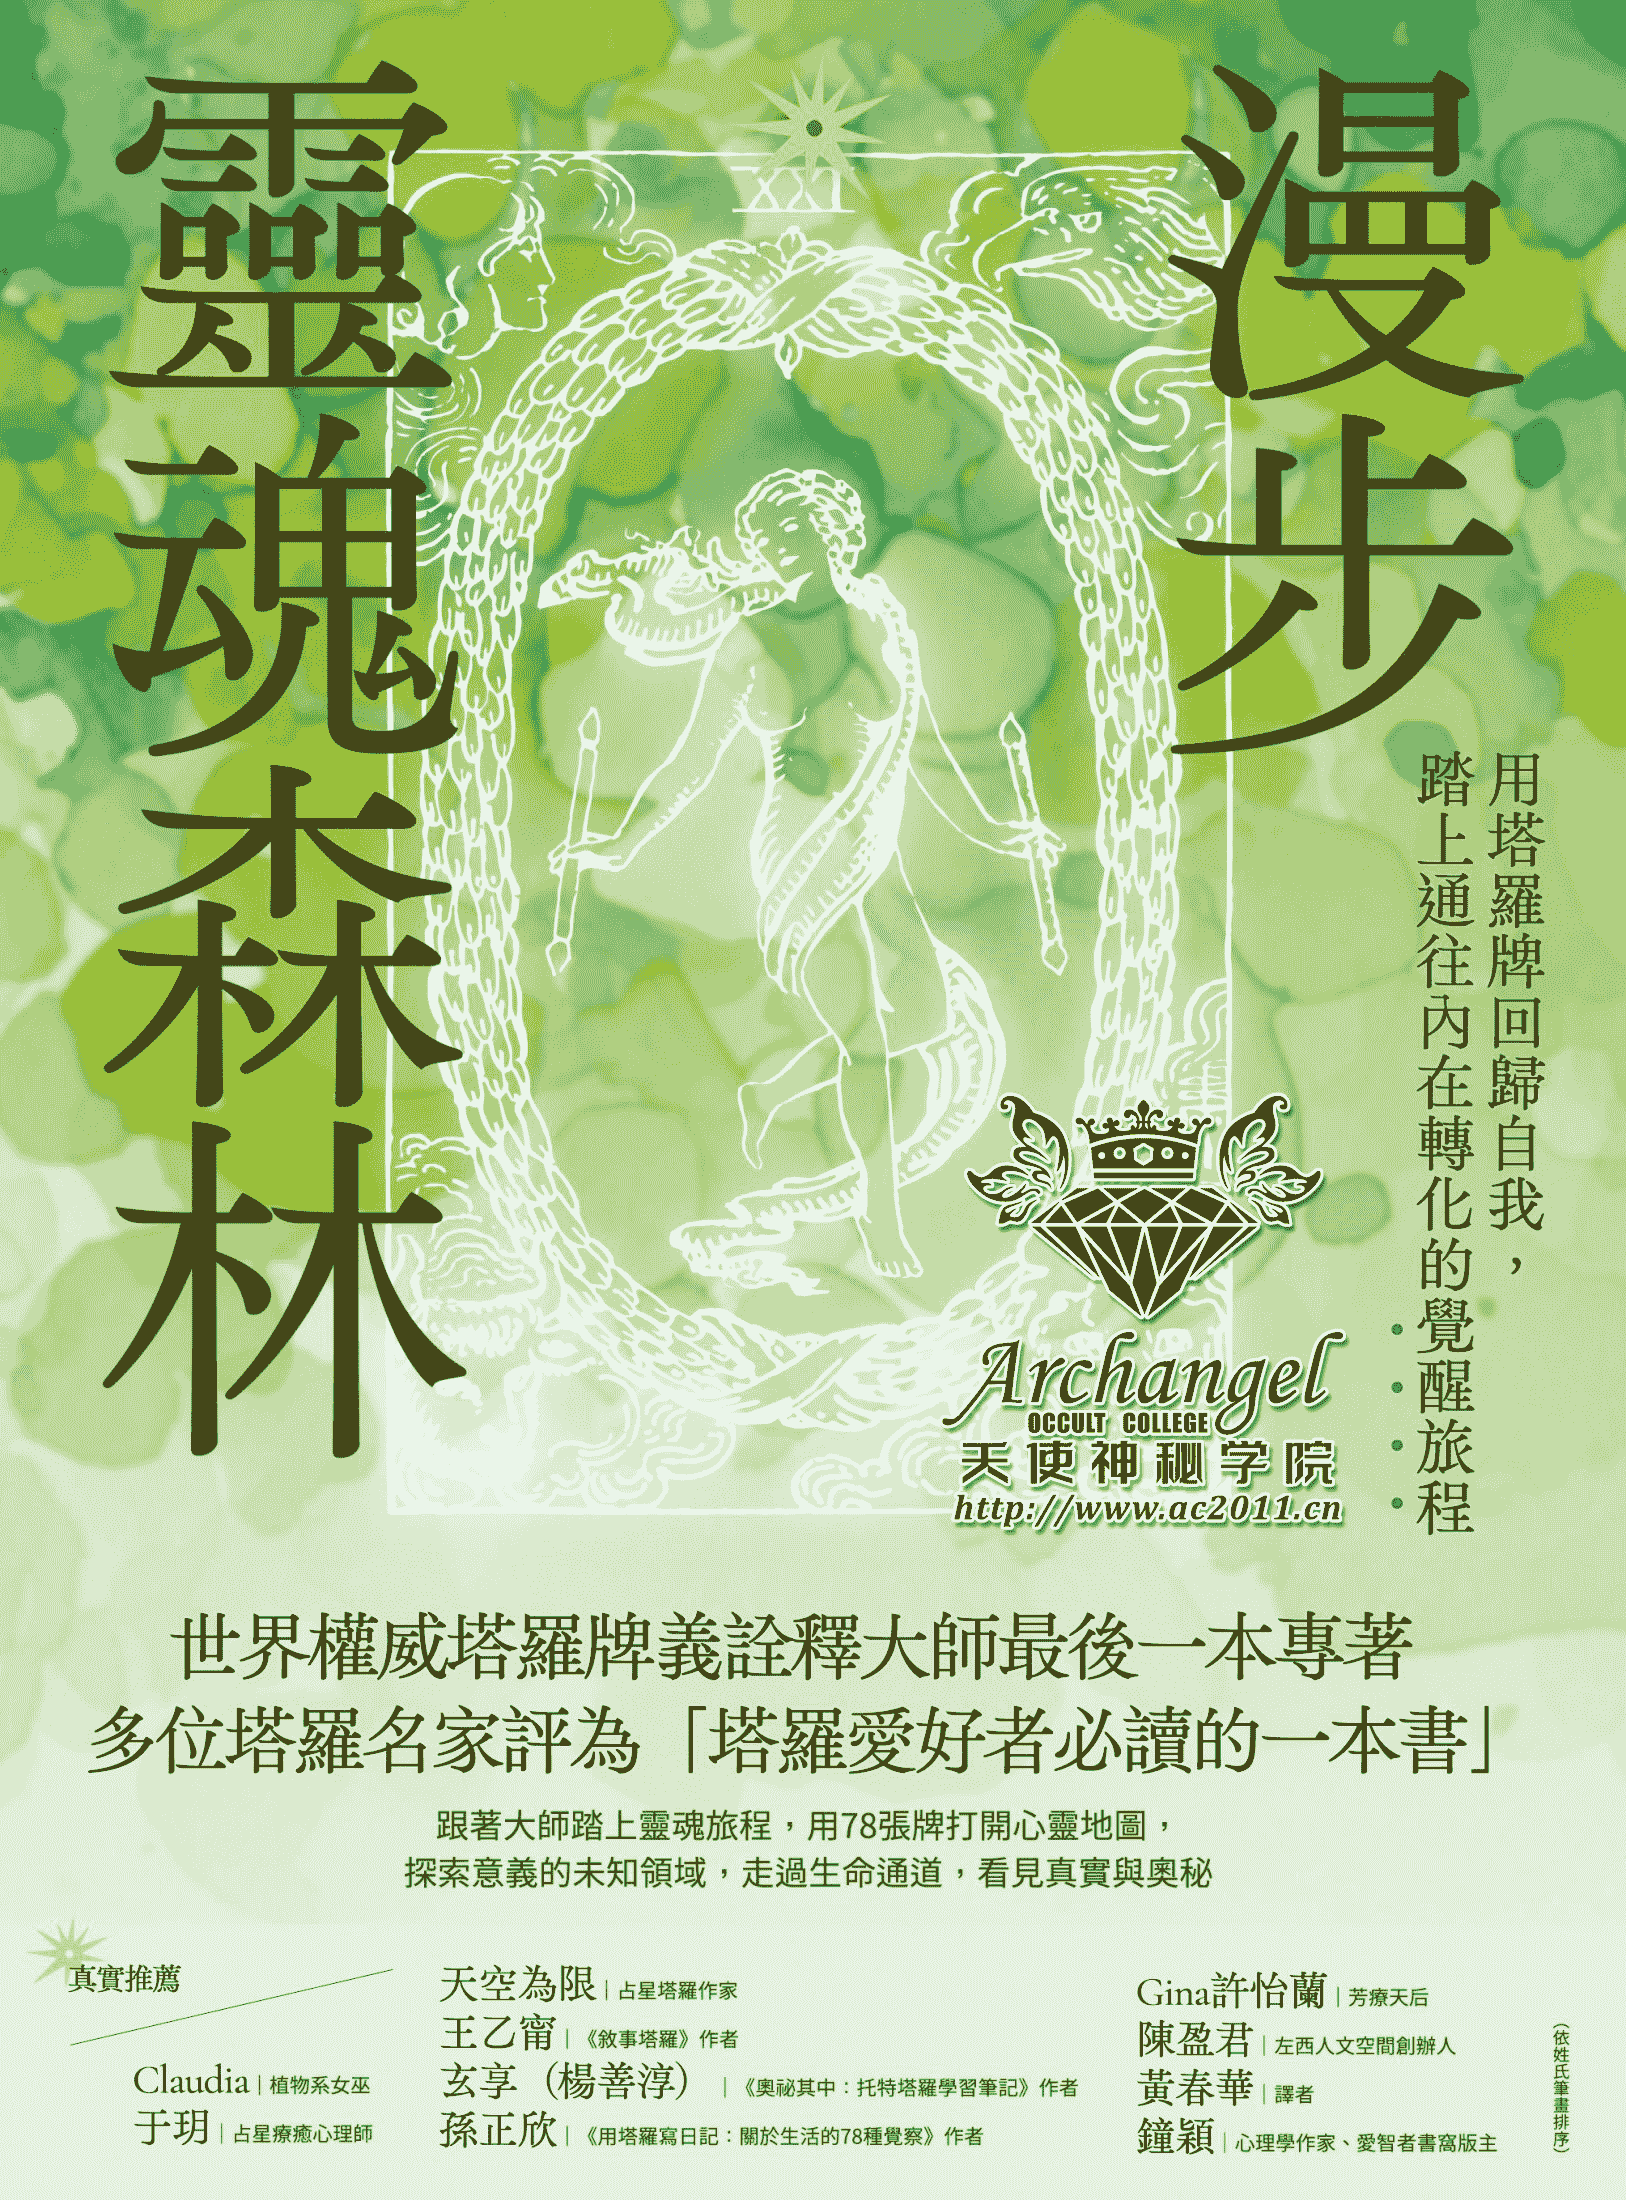 漫步
靈魂森林
用塔羅牌回歸自我，
踏上通往內在轉化的覺醒旅程
Archangel
OCCULT COLLEGE
天使神秘学院
http://www.ac2011.cn
世界權威塔羅牌義詮釋大師最後一本專著
多位塔羅名家評為「塔羅愛好者必讀的一本書」
跟著大師踏上靈魂旅程，用78張牌打開心靈地圖，
探索意義的未知領域，走過生命通道，看見真實與奧秘
真實推薦
Claudia | 植物系女巫
于玥 | 占星療癒心理師
天空為限 | 占星塔羅作家
王乙甯 | 《敘事塔羅》作者
玄享（楊善淳） | 《奧祕其中：托特塔羅學習筆記》作者
孫正欣 | 《用塔羅寫日記：關於生活的78種覺察》作者
Gina許怡蘭 | 芳療天后
陳盈君 | 左西人文空間創辦人
黃春華 | 譯者
鐘穎 | 心理學作家、愛智者書窩版主
（依姓氏筆畫排序）